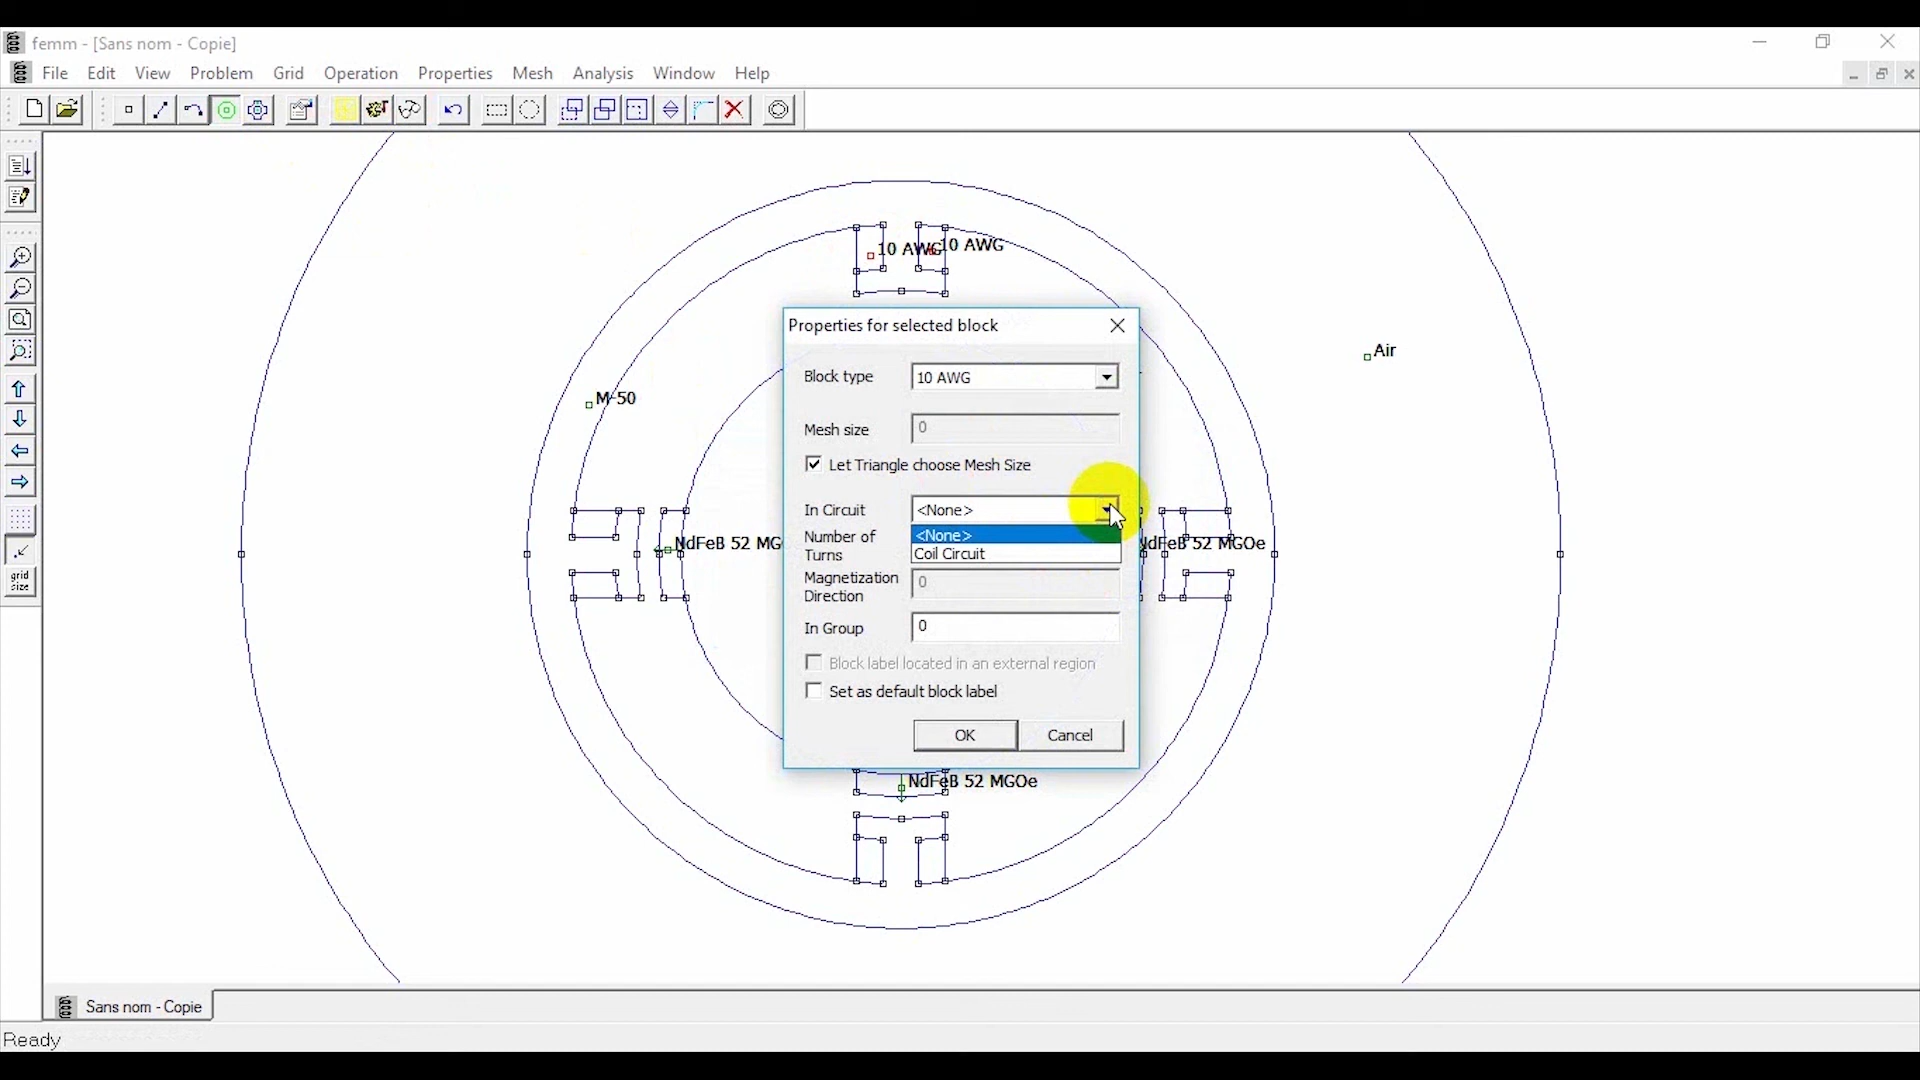 femm - [Sans nom - Copie]
File Edit View Problem Grid Operation Properties Mesh Analysis Window Help
10 AWG
10 AWG
Properties for selected block
Air
Block type 10 AWG
M-50
Mesh size 0
Let Triangle choose Mesh Size
In Circuit <None>
<None>
Coil Circuit
Number of
Turns
NdFeB 52 MG
NdFeB 52 MGOe
Magnetization
Direction
0
In Group 0
Block label located in an external region
Set as default block label
OK Cancel
NdFeB 52 MGOe
grid
size
Sans nom - Copie
Ready